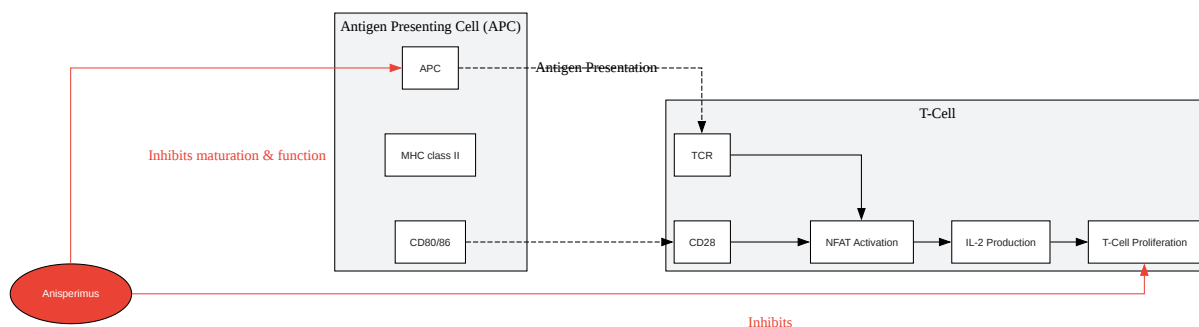 Antigen Presenting Cell (APC)
APC
Antigen Presentation
T-Cell
MHC class II
TCR
Inhibits maturation & function
CD80/86
CD28
NFAT Activation
IL-2 Production
T-Cell Proliferation
Anisperimus
Inhibits